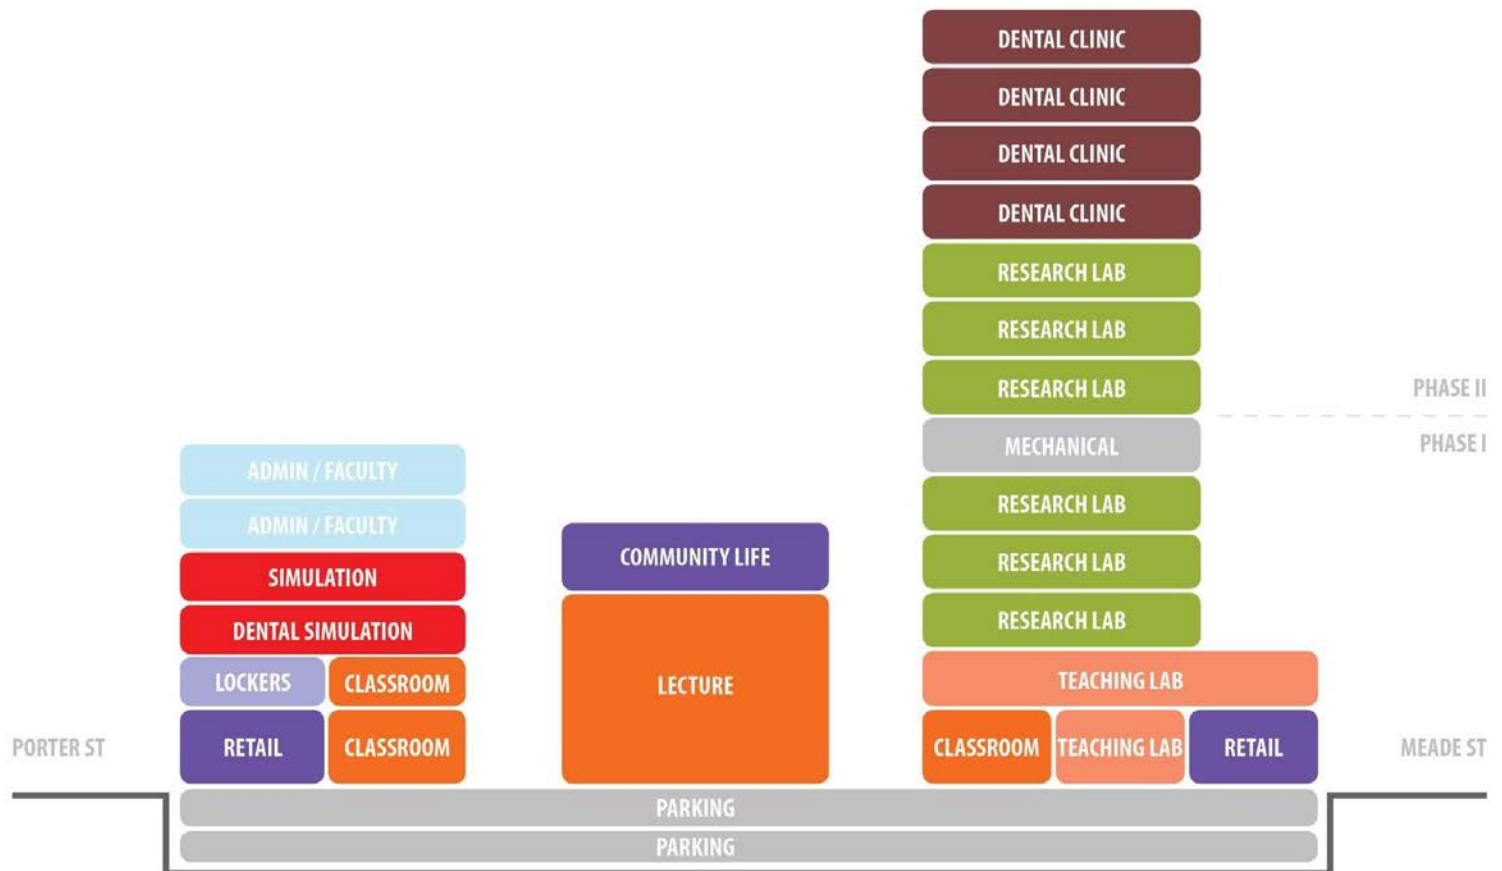 DENTAL CLINIC
DENTAL CLINIC
DENTAL CLINIC
DENTAL CLINIC
RESEARCH LAB
RESEARCH LAB
RESEARCH LAB
PHASE II
MECHANICAL
PHASE I
ADMIN / FACULTY
RESEARCH LAB
ADMIN / FACULTY
COMMUNITY LIFE
RESEARCH LAB
SIMULATION
RESEARCH LAB
DENTAL SIMULATION
LOCKERS
CLASSROOM
LECTURE
TEACHING LAB
PORTER ST
RETAIL
CLASSROOM
CLASSROOM
TEACHING LAB
RETAIL
MEADE ST
PARKING
PARKING